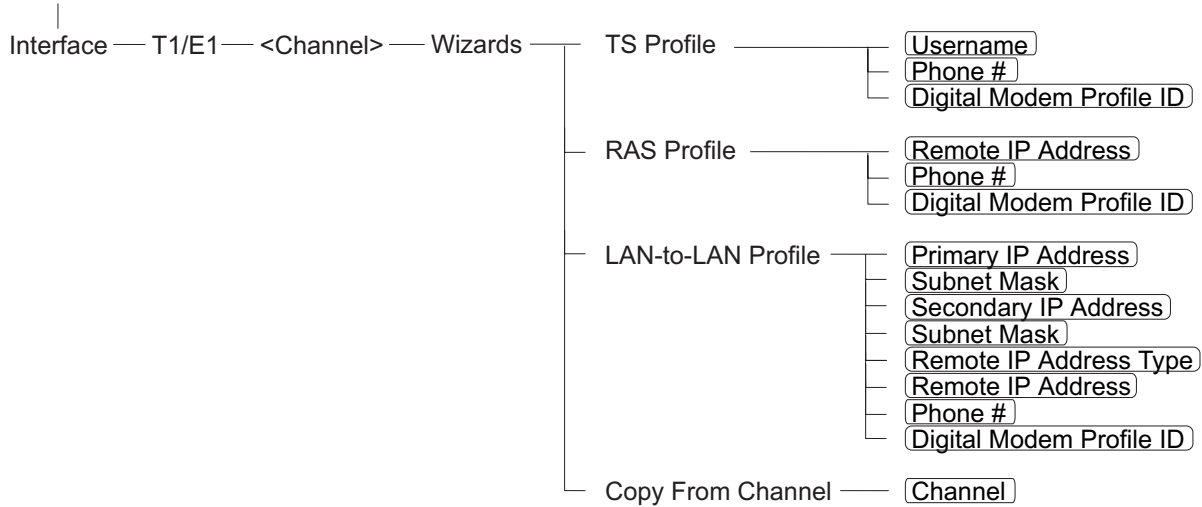 Interface T1/E1 <Channel> Wizards TS Profile Username
Phone #
Digital Modem Profile ID
RAS Profile Remote IP Address
Phone #
Digital Modem Profile ID
LAN-to-LAN Profile Primary IP Address
Subnet Mask
Secondary IP Address
Subnet Mask
Remote IP Address Type
Remote IP Address
Phone #
Digital Modem Profile ID
Copy From Channel Channel